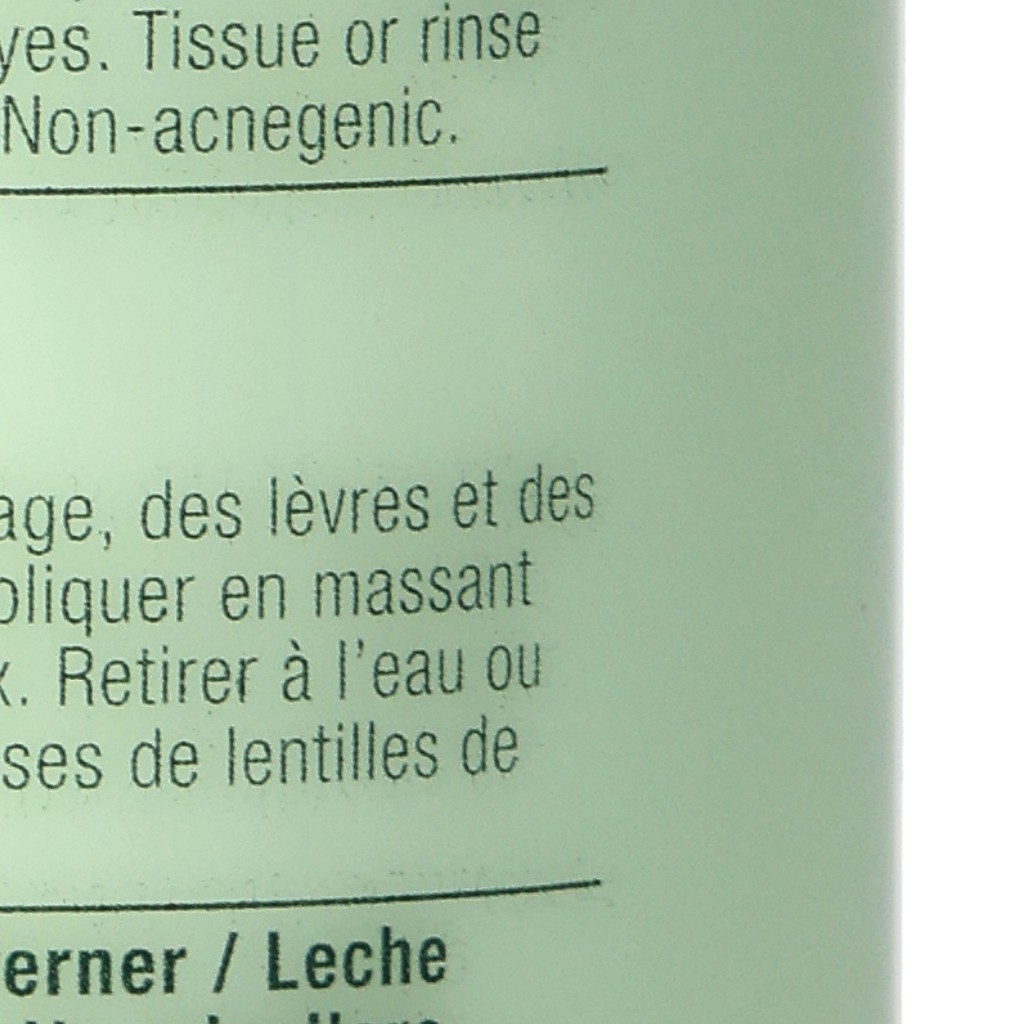 yes. Tissue or rinse
Non-acnegenic.
age, des lèvres et des
pliquer en massant
x. Retirer à l'eau ou
ses de lentilles de
erner / Leche